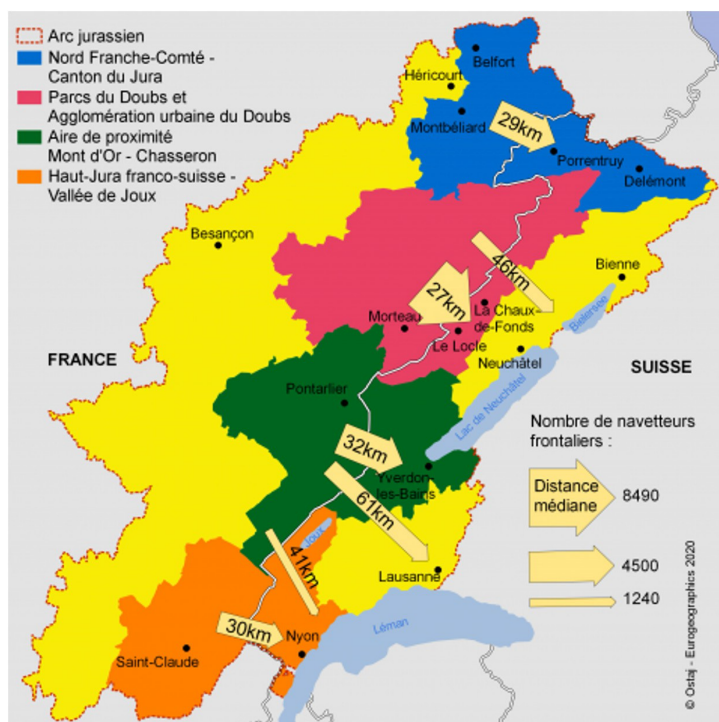 Arc jurassien
Nord Franche-Comté -
Canton du Jura
Parcs du Doubs et
Agglomération urbaine du Doubs
Aire de proximité
Mont d'Or - Chasseron
Haut-Jura franco-suisse -
Vallée de Joux
Belfort
Héricourt
Montbéliard
29km
Porrentruy
Delémont
Besançon
46km
Bienne
Bielersee
27km
La Chaux-
de-Fonds
Morteau
Le Locle
Neuchâtel
FRANCE
SUISSE
Pontarlier
Lac de Neuchâtel
32km
Yverdon-
les-Bains
61km
Joux
41km
Lausanne
30km
Nyon
Léman
Saint-Claude
Nombre de navetteurs
frontaliers :
Distance
médiane
8490
4500
1240
© Ostaj - Eurogeographics 2020